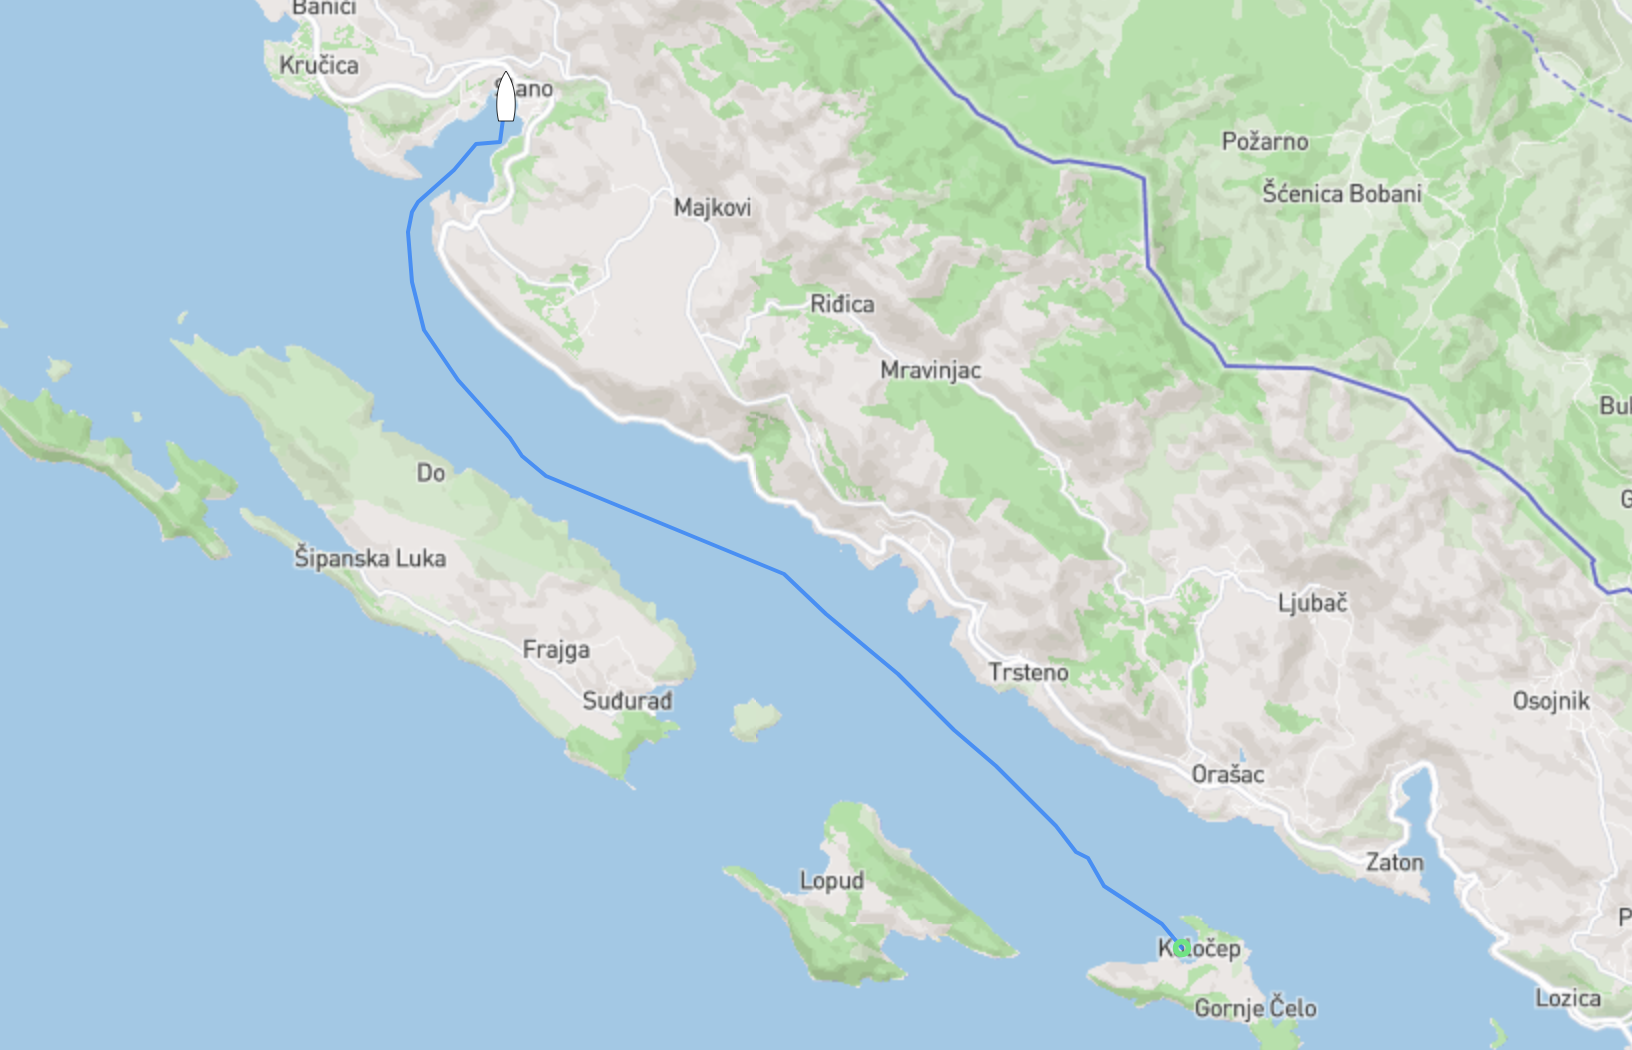 Banići
Kručica
Požarno
Šćenica Bobani
Majkovi
Riđica
Mravinjac
Do
Šipanska Luka
Ljubač
Frajga
Trsteno
Suđurađ
Osojnik
Orašac
Zaton
Lopud
Gornje Čelo
Lozica